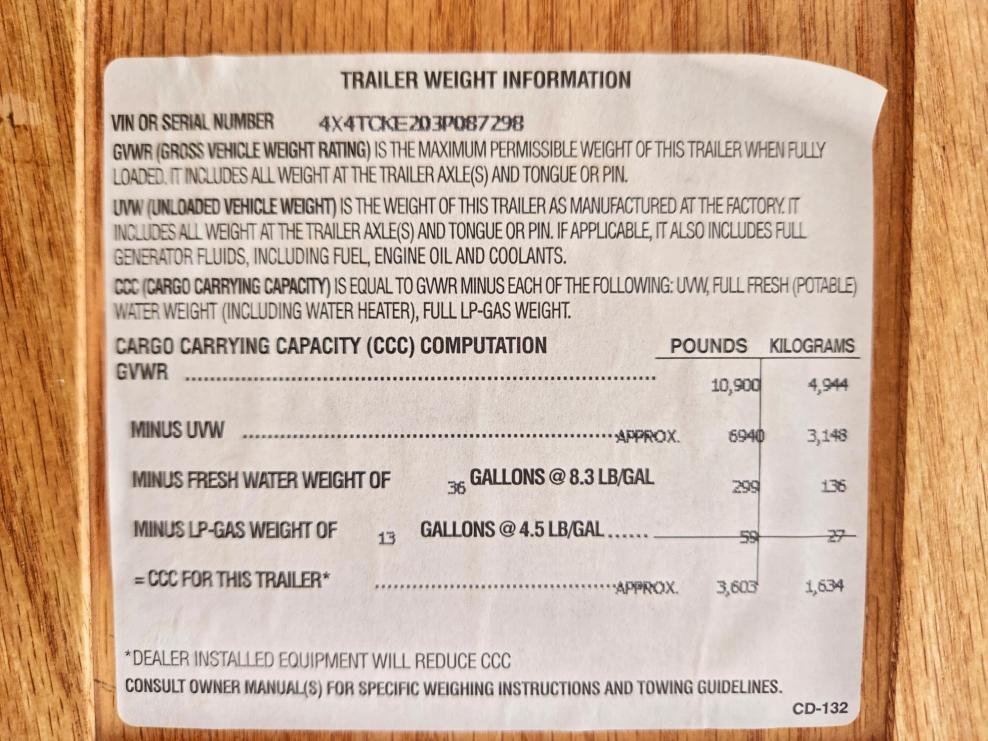 TRAILER WEIGHT INFORMATION
VIN OR SERIAL NUMBER 4X4TCKE203P087298
GVWR (GROSS VEHICLE WEIGHT RATING) IS THE MAXIMUM PERMISSIBLE WEIGHT OF THIS TRAILER WHEN FULLY
LOADED. IT INCLUDES ALL WEIGHT AT THE TRAILER AXLE(S) AND TONGUE OR PIN.
UVW (UNLOADED VEHICLE WEIGHT) IS THE WEIGHT OF THIS TRAILER AS MANUFACTURED AT THE FACTORY. IT
INCLUDES ALL WEIGHT AT THE TRAILER AXLE(S) AND TONGUE OR PIN. IF APPLICABLE, IT ALSO INCLUDES FULL
GENERATOR FLUIDS, INCLUDING FUEL, ENGINE OIL AND COOLANTS.
CCC (CARGO CARRYING CAPACITY) IS EQUAL TO GVWR MINUS EACH OF THE FOLLOWING: UVW, FULL FRESH (POTABLE)
WATER WEIGHT (INCLUDING WATER HEATER), FULL LP-GAS WEIGHT.
CARGO CARRYING CAPACITY (CCC) COMPUTATION POUNDS KILOGRAMS
GVWR ........ 10,900 4,944
MINUS UVW ........ APPROX. 6940 3,148
MINUS FRESH WATER WEIGHT OF 36 GALLONS @ 8.3 LB/GAL 299 136
MINUS LP-GAS WEIGHT OF 13 GALLONS @ 4.5 LB/GAL ...... 59 27
= CCC FOR THIS TRAILER* ........ APPROX. 3,603 1,634
*DEALER INSTALLED EQUIPMENT WILL REDUCE CCC
CONSULT OWNER MANUAL(S) FOR SPECIFIC WEIGHING INSTRUCTIONS AND TOWING GUIDELINES.
CD-132